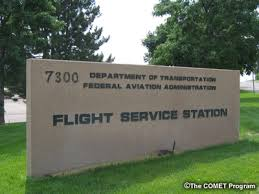 7300 DEPARTMENT OF TRANSPORTATION
FEDERAL AVIATION ADMINISTRATION
FLIGHT SERVICE STATION
©The COMET Program